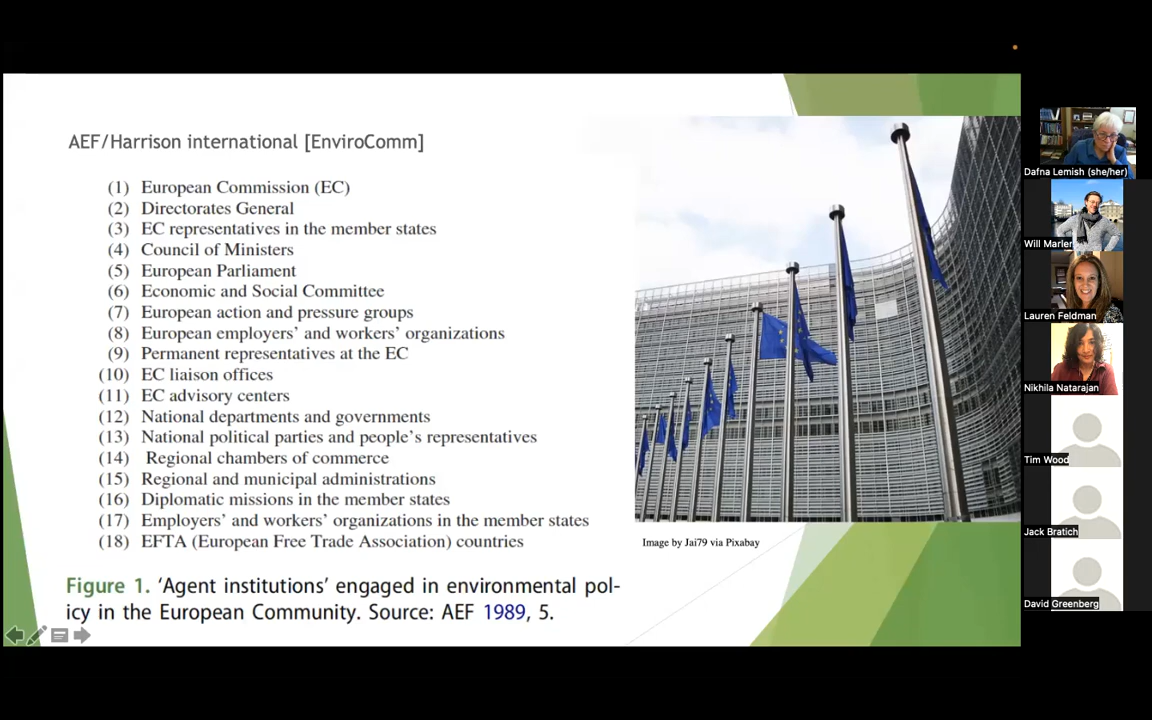 AEF/Harrison international [EnviroComm]
(1) European Commission (EC)
(2) Directorates General
(3) EC representatives in the member states
(4) Council of Ministers
(5) European Parliament
(6) Economic and Social Committee
(7) European action and pressure groups
(8) European employers' and workers' organizations
(9) Permanent representatives at the EC
(10) EC liaison offices
(11) EC advisory centers
(12) National departments and governments
(13) National political parties and people's representatives
(14) Regional chambers of commerce
(15) Regional and municipal administrations
(16) Diplomatic missions in the member states
(17) Employers' and workers' organizations in the member states
(18) EFTA (European Free Trade Association) countries
Figure 1. 'Agent institutions' engaged in environmental pol-
icy in the European Community. Source: AEF 1989, 5.
Image by Jai79 via Pixabay
Dafna Lemish (she/her)
Will Marler
Lauren Feldman
Nikhila Natarajan
Tim Wood
Jack Bratich
David Greenberg